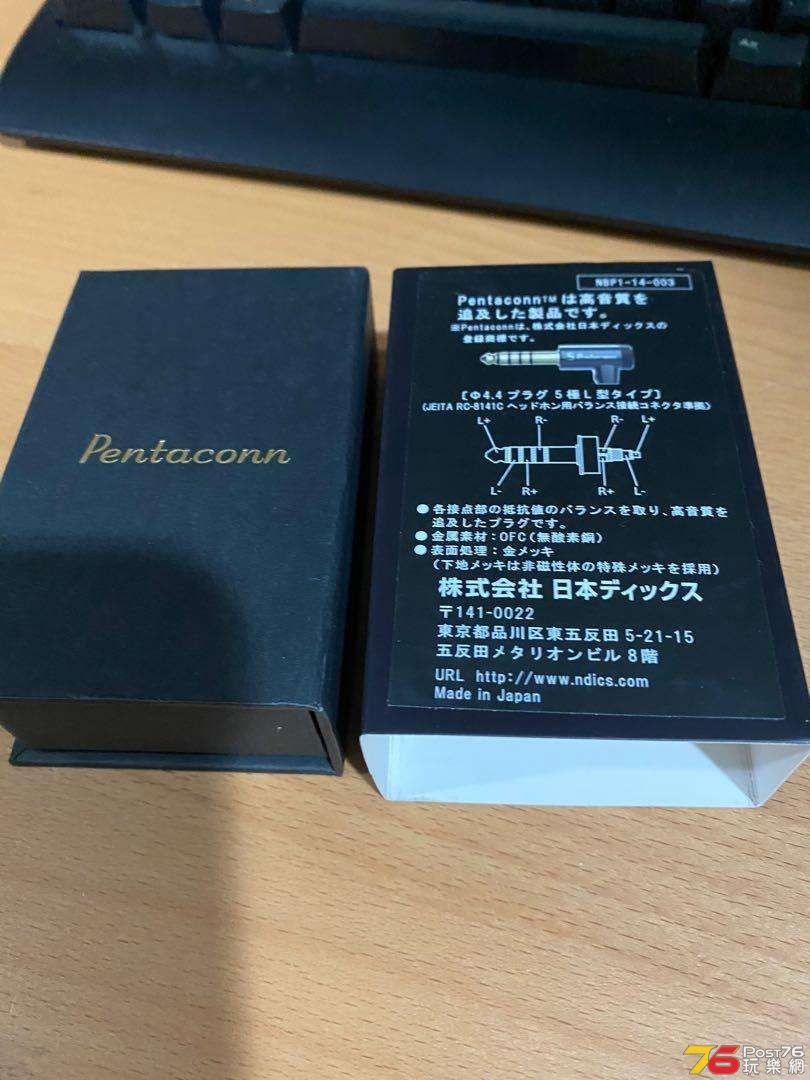 Pentaconn
NBP1-14-003
Pentaconn™は高音質を
追及した製品です。
※Pentaconnは、株式会社日本ディックスの
登録商標です。
Pentaconn
［Φ4.4 プラグ 5極L型タイプ］
(JEITA RC-8141C ヘッドホン用バランス接続コネクタ準拠)
L+ R- R- L+
L- R+ R+ L-
●各接点部の抵抗値のバランスを取り、高音質を
追及したプラグです。
●金属素材：OFC(無酸素銅)
●表面処理：金メッキ
(下地メッキは非磁性体の特殊メッキを採用)
株式会社 日本ディックス
〒141-0022
東京都品川区東五反田 5-21-15
五反田メタリオンビル 8階
URL http://www.ndics.com
Made in Japan
76 Post76
玩樂網